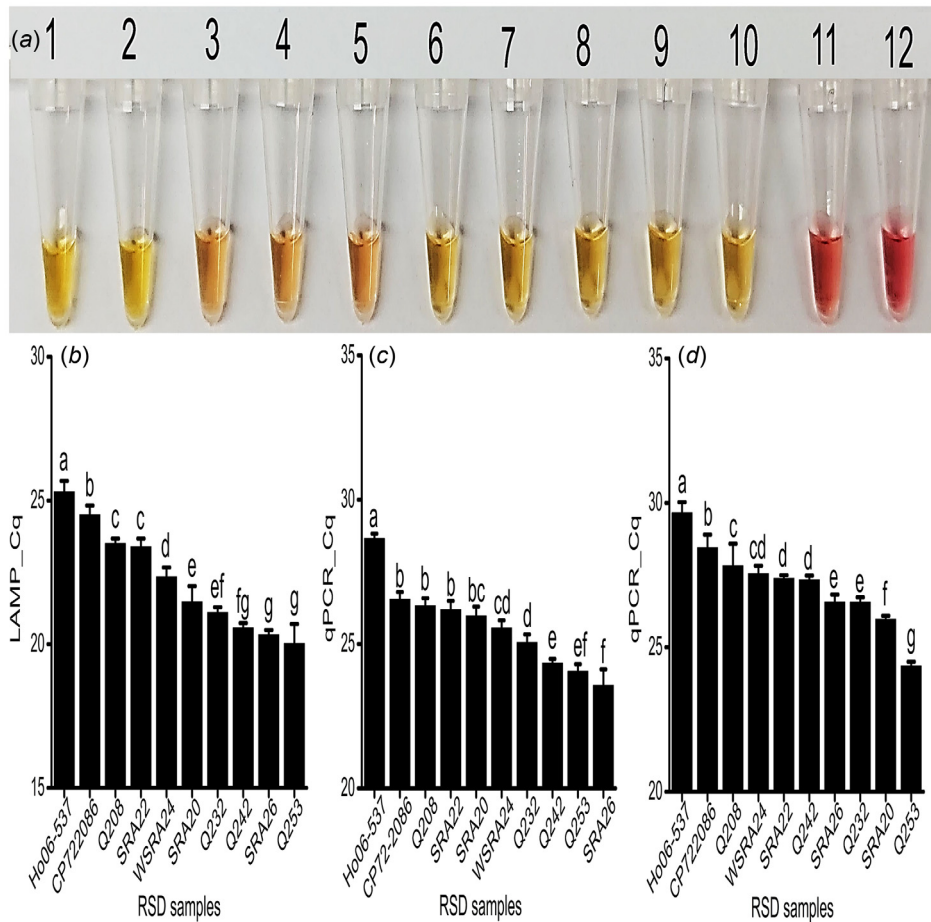 (a) 1 2 3 4 5 6 7 8 9 10 11 12
(b)
30
25
20
15
LAMP_Cq
a b c c d e ef fg g g
Ho06-537 CP722086 Q208 SRA22 WSRA24 SRA20 Q232 Q242 SRA26 Q253
RSD samples
(c)
35
30
25
20
qPCR_Cq
a b b b bc cd d e ef f
Ho06-537 CP72-2086 Q208 SRA22 SRA20 WSRA24 Q232 Q242 Q253 SRA26
RSD samples
(d)
35
30
25
20
qPCR_Cq
a b c cd d d e e f g
Ho06-537 CP722086 Q208 WSRA24 SRA22 Q242 SRA26 Q232 SRA20 Q253
RSD samples